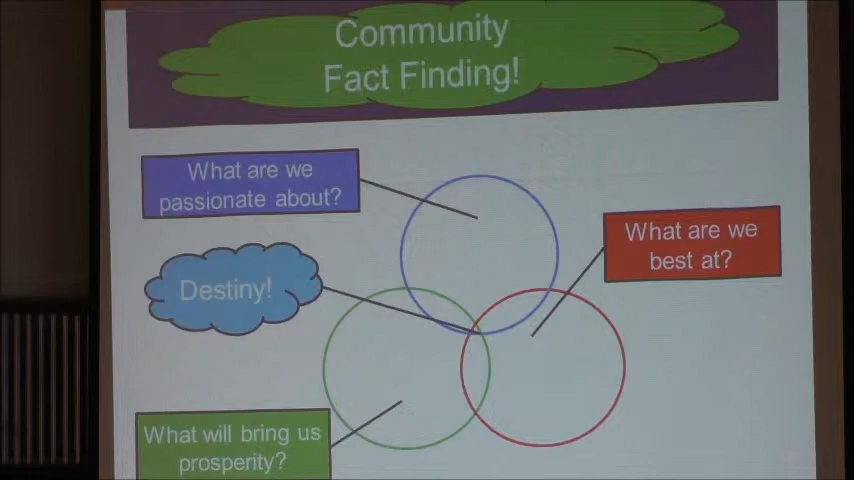 Community
Fact Finding!
What are we
passionate about?
What are we
best at?
Destiny!
What will bring us
prosperity?